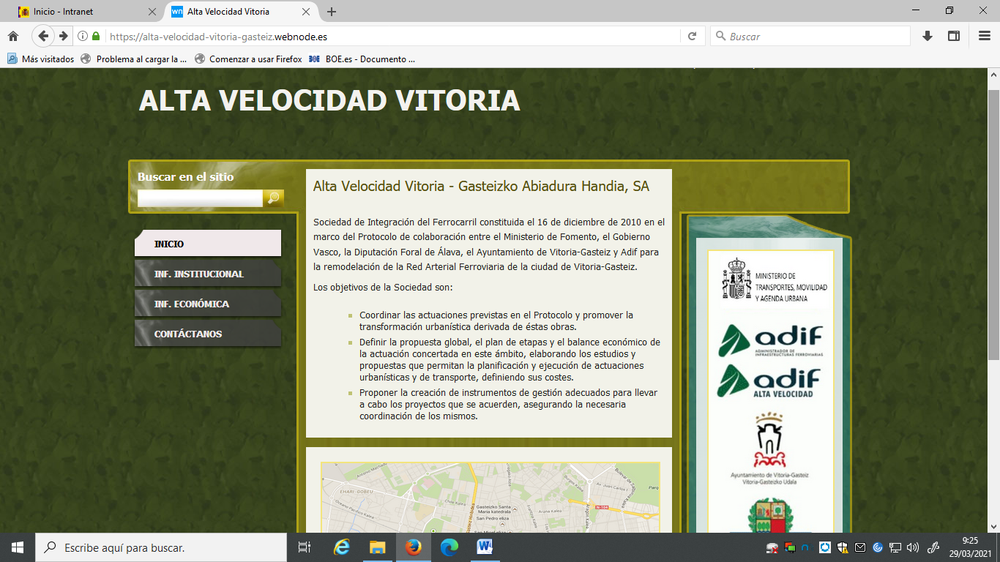 Inicio - Intranet
Alta Velocidad Vitoria
https://alta-velocidad-vitoria-gasteiz.webnode.es
Buscar
Más visitados
Problema al cargar la ...
Comenzar a usar Firefox
BOE.es - Documento ...
ALTA VELOCIDAD VITORIA
Buscar en el sitio
INICIO
INF. INSTITUCIONAL
INF. ECONÓMICA
CONTÁCTANOS
Alta Velocidad Vitoria - Gasteizko Abiadura Handia, SA
Sociedad de Integración del Ferrocarril constituida el 16 de diciembre de 2010 en el
marco del Protocolo de colaboración entre el Ministerio de Fomento, el Gobierno
Vasco, la Diputación Foral de Álava, el Ayuntamiento de Vitoria-Gasteiz y Adif para
la remodelación de la Red Arterial Ferroviaria de la ciudad de Vitoria-Gasteiz.
Los objetivos de la Sociedad son:
Coordinar las actuaciones previstas en el Protocolo y promover la
transformación urbanística derivada de éstas obras.
Definir la propuesta global, el plan de etapas y el balance económico de
la actuación concertada en este ámbito, elaborando los estudios y
propuestas que permitan la planificación y ejecución de actuaciones
urbanísticas y de transporte, definiendo sus costes.
Proponer la creación de instrumentos de gestión adecuados para llevar
a cabo los proyectos que se acuerden, asegurando la necesaria
coordinación de los mismos.
EHARI-GOBEU
Chile Kalea
Gasteizko Santa
Maria katedrala
San Pedro eliza
Arana Kalea
Av. Juan Carlos I
N-104
Parq
MINISTERIO DE
TRANSPORTES, MOVILIDAD
Y AGENDA URBANA
adif
ADMINISTRADOR DE
INFRAESTRUCTURAS FERROVIARIAS
adif
ALTA VELOCIDAD
Ayuntamiento de Vitoria-Gasteiz
Vitoria-Gasteizko Udala
Escribe aquí para buscar.
9:25
29/03/2021